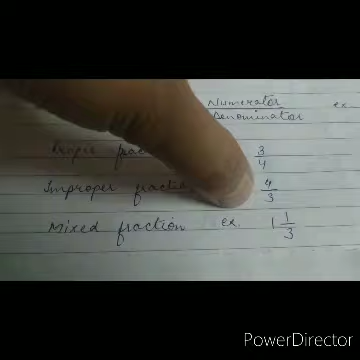 Numerator
Denominator
ex
3/4
Improper fraction 4/3
Mixed fraction ex. 1 1/3
PowerDirector